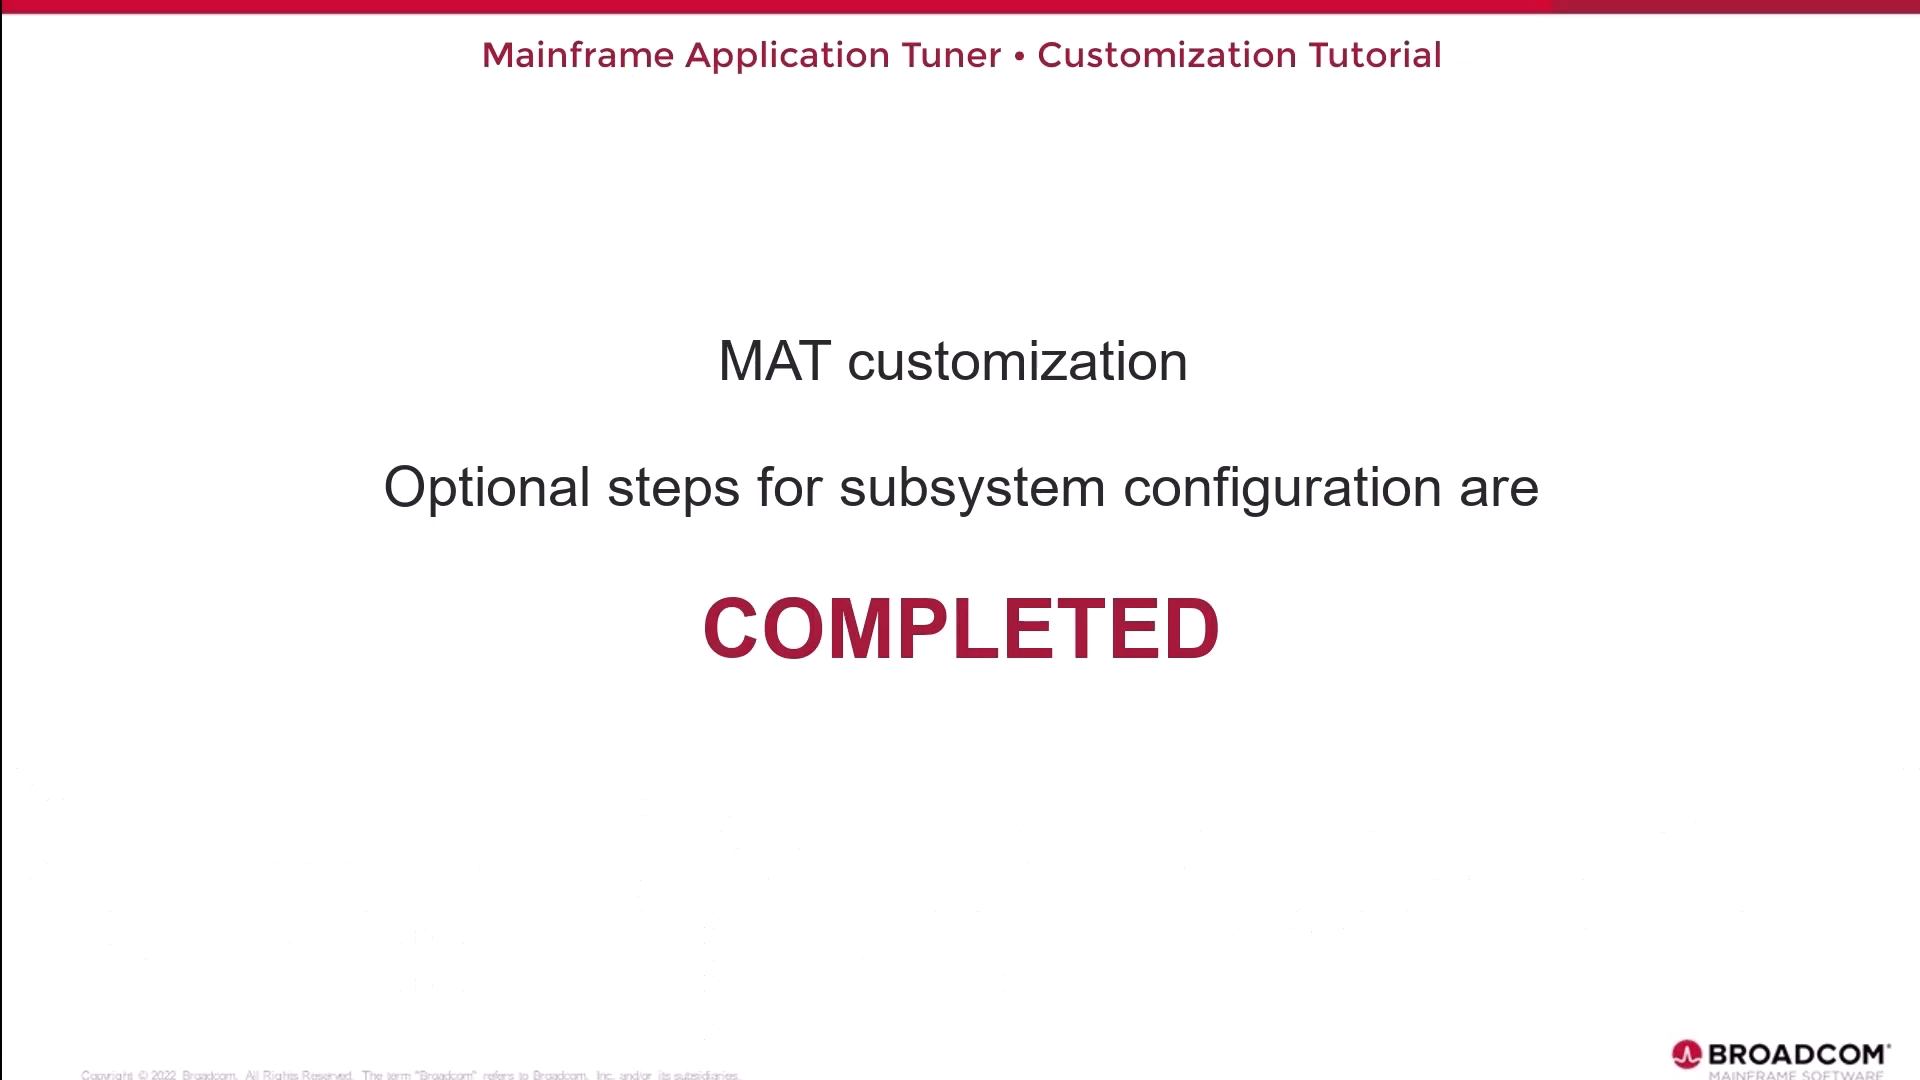 Mainframe Application Tuner • Customization Tutorial
MAT customization
Optional steps for subsystem configuration are
COMPLETED
BROADCOM
MAINFRAME SOFTWARE
Copyright © 2022 Broadcom. All Rights Reserved. The term "Broadcom" refers to Broadcom, Inc. and/or its subsidiaries.